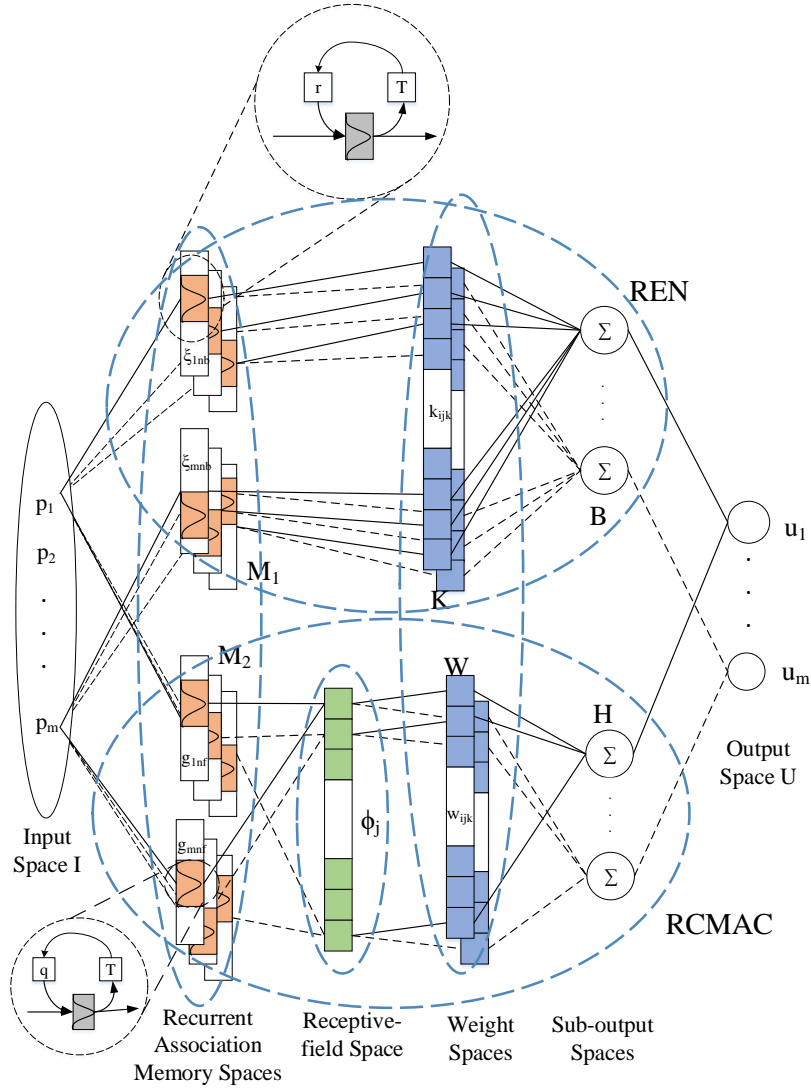 r
T
REN
ξ1nb
kijk
Σ
.
.
.
ξmnb
Σ
p1
B
u1
p2
M1
K
.
.
.
.
.
.
M2
W
um
pm
H
g1nf
Σ
Output
Space U
ϕj
wijk
Input
Space I
gmnf
Σ
RCMAC
q
T
Recurrent
Association
Memory Spaces
Receptive-
field Space
Weight
Spaces
Sub-output
Spaces